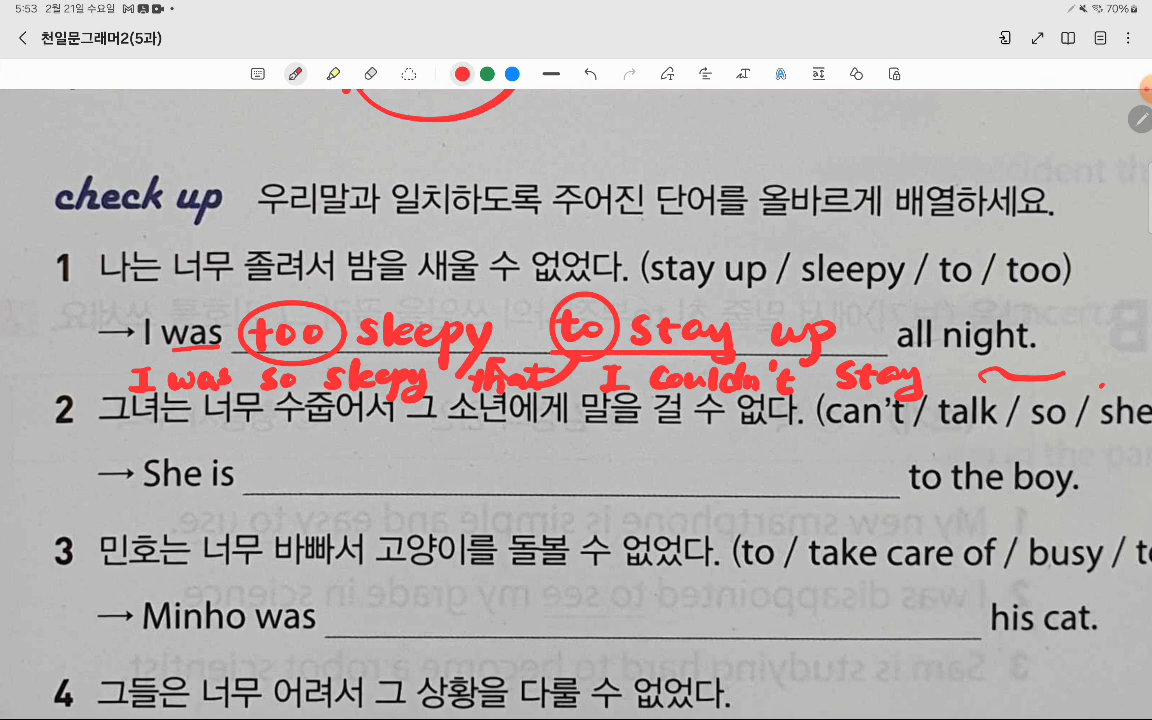 5:53 2월 21일 수요일 70%
천일문그래머2(5과)
check up 우리말과 일치하도록 주어진 단어를 올바르게 배열하세요.
1 나는 너무 졸려서 밤을 새울 수 없었다. (stay up / sleepy / to / too)
→ I was too sleepy to stay up all night.
I was so sleepy that I couldn't stay
2 그녀는 너무 수줍어서 그 소년에게 말을 걸 수 없다. (can't / talk / so / she
→ She is to the boy.
3 민호는 너무 바빠서 고양이를 돌볼 수 없었다. (to / take care of / busy /
→ Minho was his cat.
4 그들은 너무 어려서 그 상황을 다룰 수 없었다.